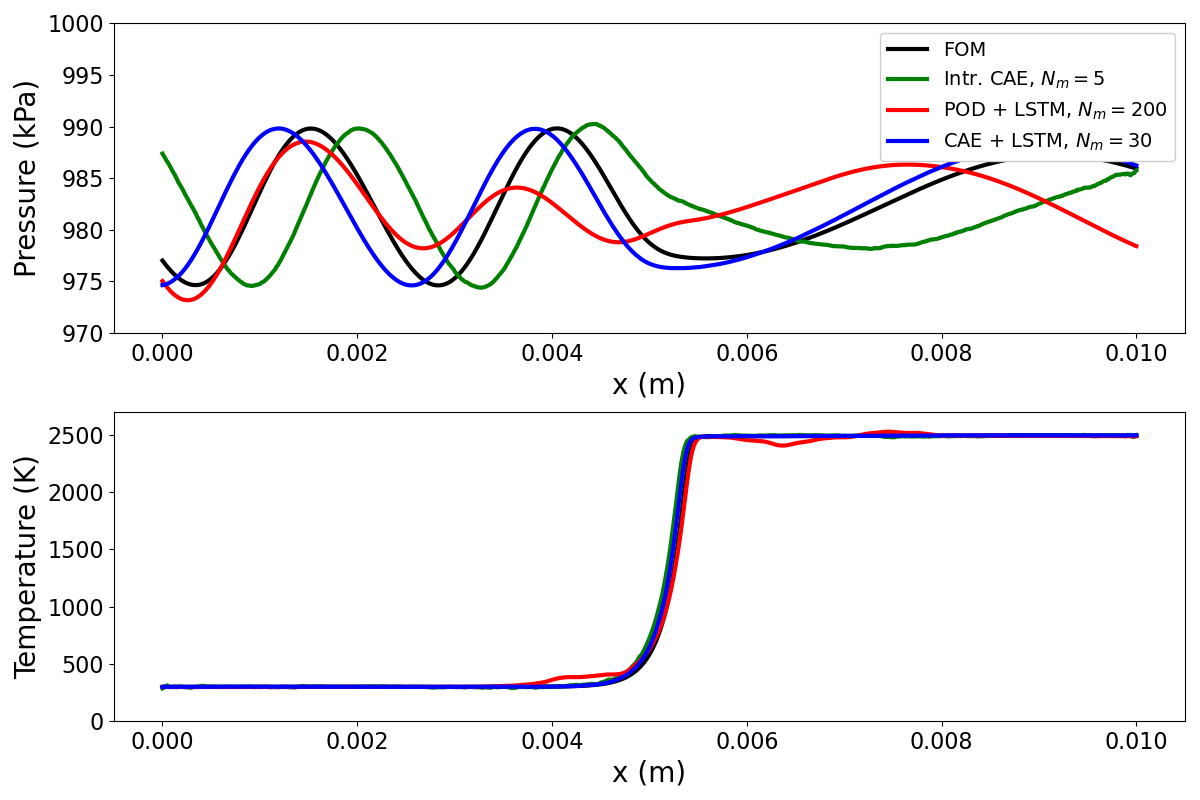 1000
995
990
985
980
975
970
Pressure (kPa)
FOM
Intr. CAE, $N_m = 5$
POD + LSTM, $N_m = 200$
CAE + LSTM, $N_m = 30$
0.000 0.002 0.004 0.006 0.008 0.010
x (m)
2500
2000
1500
1000
500
0
Temperature (K)
0.000 0.002 0.004 0.006 0.008 0.010
x (m)